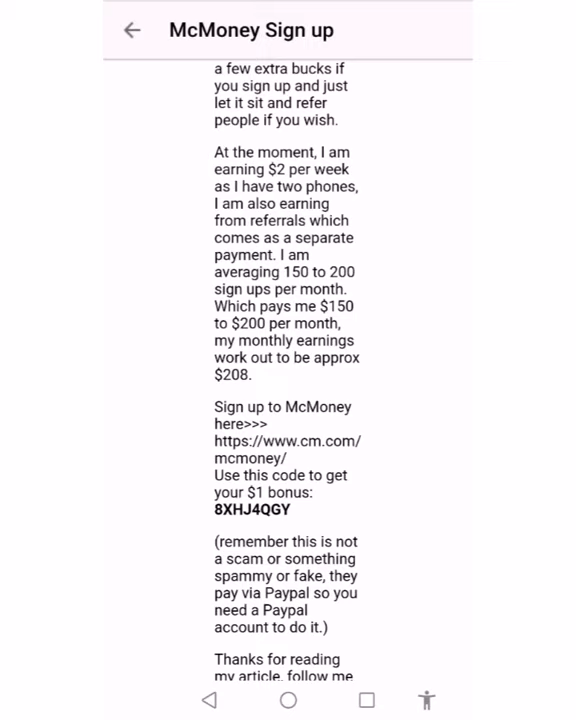 McMoney Sign up
a few extra bucks if
you sign up and just
let it sit and refer
people if you wish.
At the moment, I am
earning $2 per week
as I have two phones,
I am also earning
from referrals which
comes as a separate
payment. I am
averaging 150 to 200
sign ups per month.
Which pays me $150
to $200 per month,
my monthly earnings
work out to be approx
$208.
Sign up to McMoney
here>>>
https://www.cm.com/
mcmoney/
Use this code to get
your $1 bonus:
8XHJ4QGY
(remember this is not
a scam or something
spammy or fake, they
pay via Paypal so you
need a Paypal
account to do it.)
Thanks for reading
my article, follow me